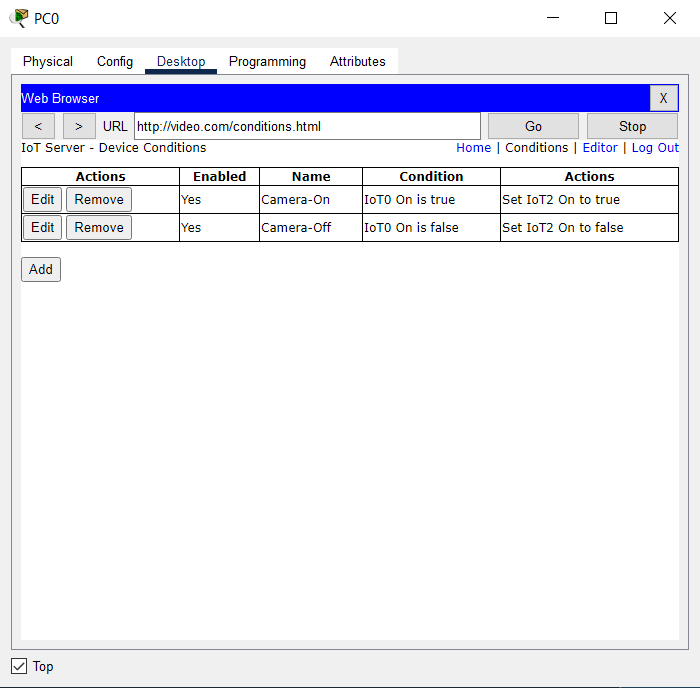 PC0
Physical Config Desktop Programming Attributes
Web Browser X
< > URL http://video.com/conditions.html Go Stop
IoT Server - Device Conditions Home | Conditions | Editor | Log Out
Actions Enabled Name Condition Actions
Edit Remove Yes Camera-On IoT0 On is true Set IoT2 On to true
Edit Remove Yes Camera-Off IoT0 On is false Set IoT2 On to false
Add
Top